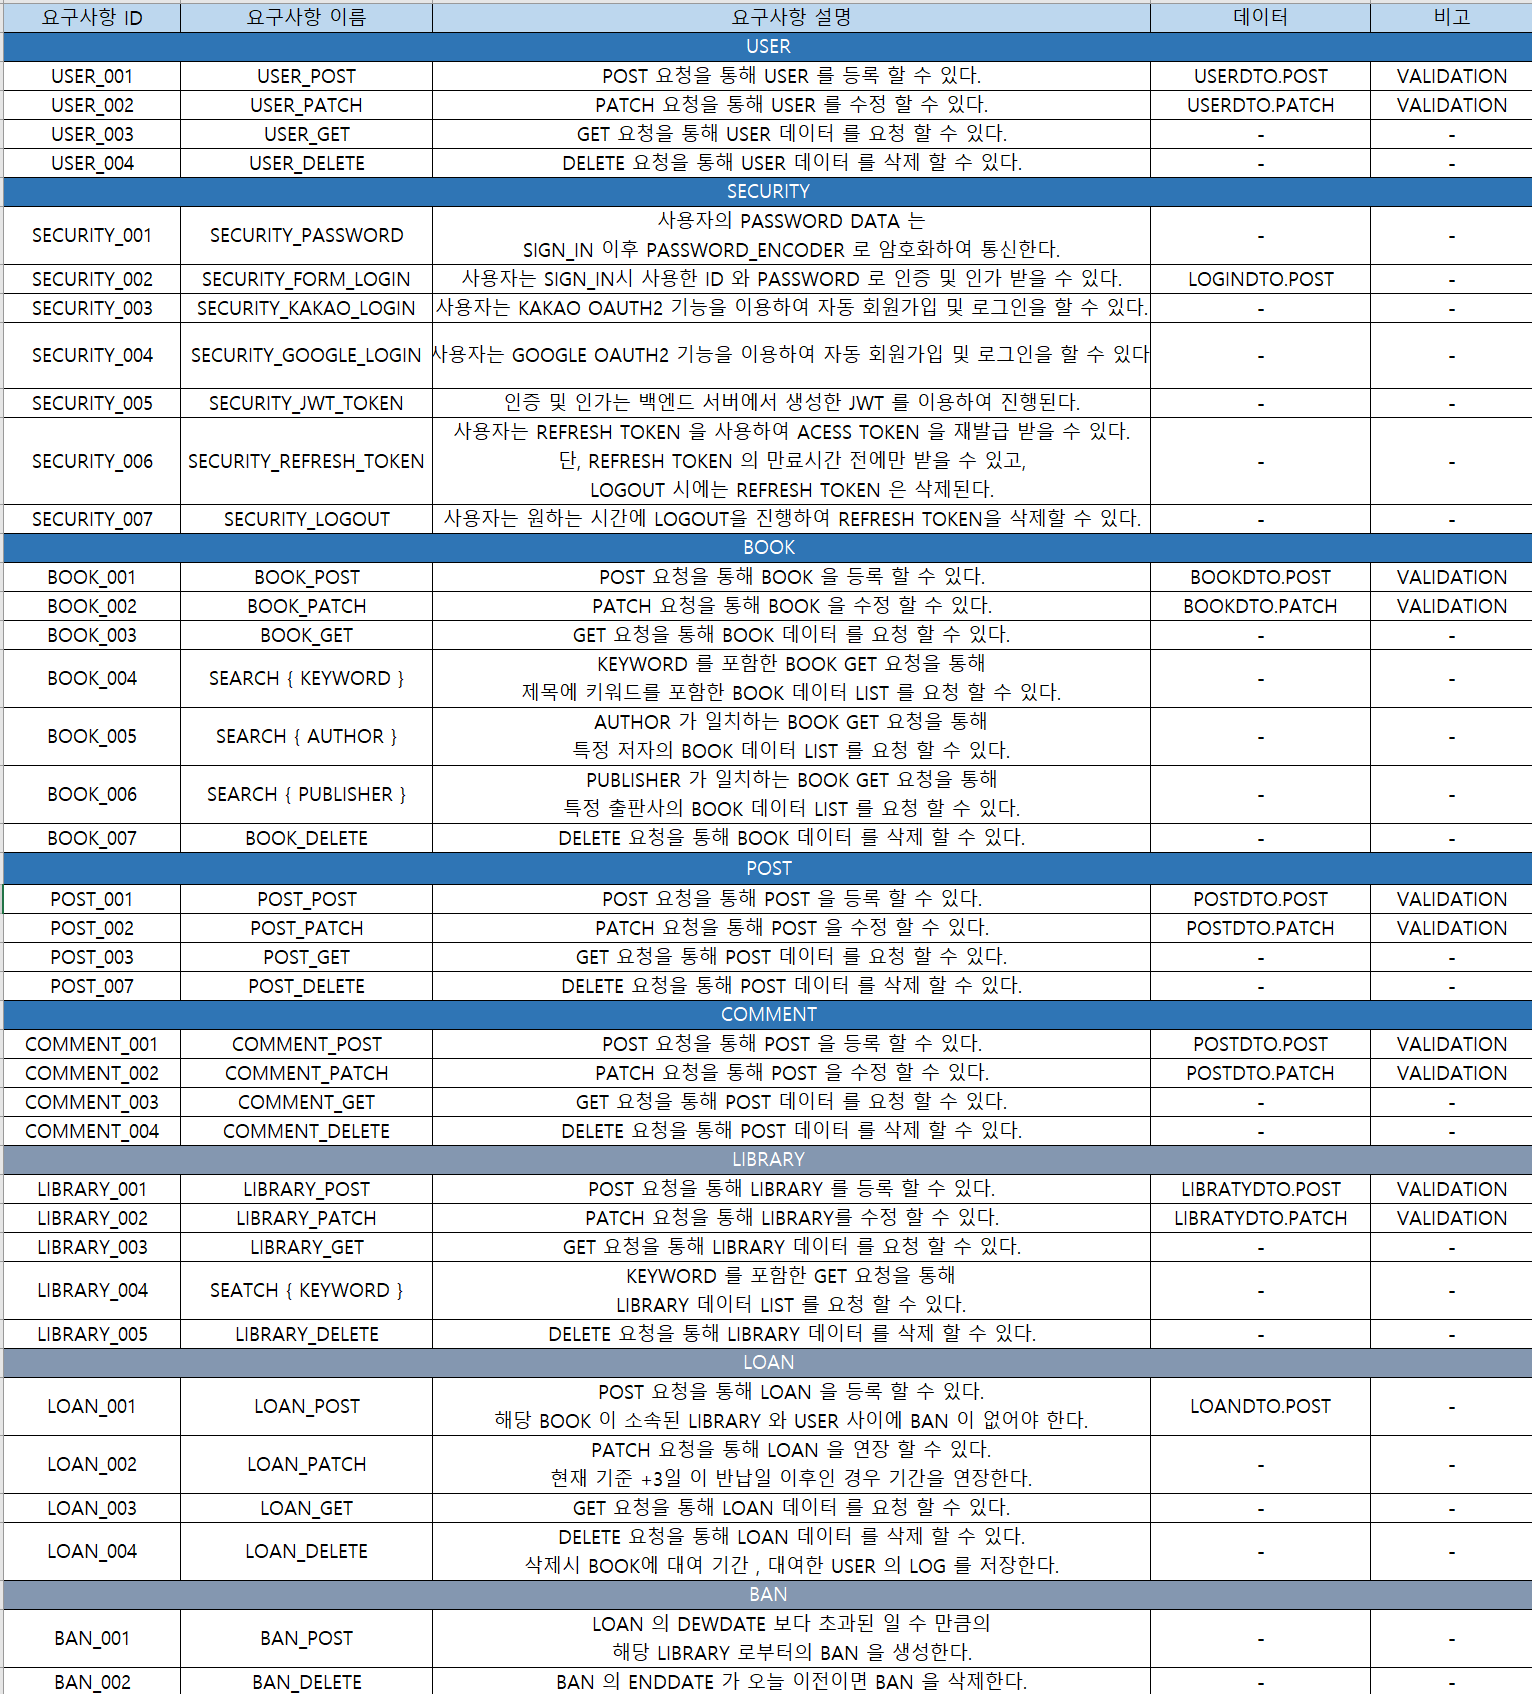 요구사항 ID 요구사항 이름 요구사항 설명 데이터 비고
USER
USER_001 USER_POST POST 요청을 통해 USER 를 등록 할 수 있다. USERDTO.POST VALIDATION
USER_002 USER_PATCH PATCH 요청을 통해 USER 를 수정 할 수 있다. USERDTO.PATCH VALIDATION
USER_003 USER_GET GET 요청을 통해 USER 데이터 를 요청 할 수 있다. - -
USER_004 USER_DELETE DELETE 요청을 통해 USER 데이터 를 삭제 할 수 있다. - -
SECURITY
SECURITY_001 SECURITY_PASSWORD 사용자의 PASSWORD DATA 는
SIGN_IN 이후 PASSWORD_ENCODER 로 암호화하여 통신한다. - -
SECURITY_002 SECURITY_FORM_LOGIN 사용자는 SIGN_IN시 사용한 ID 와 PASSWORD 로 인증 및 인가 받을 수 있다. LOGINDTO.POST -
SECURITY_003 SECURITY_KAKAO_LOGIN 사용자는 KAKAO OAUTH2 기능을 이용하여 자동 회원가입 및 로그인을 할 수 있다. - -
SECURITY_004 SECURITY_GOOGLE_LOGIN 사용자는 GOOGLE OAUTH2 기능을 이용하여 자동 회원가입 및 로그인을 할 수 있다 - -
SECURITY_005 SECURITY_JWT_TOKEN 인증 및 인가는 백엔드 서버에서 생성한 JWT 를 이용하여 진행된다. - -
SECURITY_006 SECURITY_REFRESH_TOKEN 사용자는 REFRESH TOKEN 을 사용하여 ACESS TOKEN 을 재발급 받을 수 있다.
단, REFRESH TOKEN 의 만료시간 전에만 받을 수 있고,
LOGOUT 시에는 REFRESH TOKEN 은 삭제된다. - -
SECURITY_007 SECURITY_LOGOUT 사용자는 원하는 시간에 LOGOUT을 진행하여 REFRESH TOKEN을 삭제할 수 있다. - -
BOOK
BOOK_001 BOOK_POST POST 요청을 통해 BOOK 을 등록 할 수 있다. BOOKDTO.POST VALIDATION
BOOK_002 BOOK_PATCH PATCH 요청을 통해 BOOK 을 수정 할 수 있다. BOOKDTO.PATCH VALIDATION
BOOK_003 BOOK_GET GET 요청을 통해 BOOK 데이터 를 요청 할 수 있다. - -
BOOK_004 SEARCH { KEYWORD } KEYWORD 를 포함한 BOOK GET 요청을 통해
제목에 키워드를 포함한 BOOK 데이터 LIST 를 요청 할 수 있다. - -
BOOK_005 SEARCH { AUTHOR } AUTHOR 가 일치하는 BOOK GET 요청을 통해
특정 저자의 BOOK 데이터 LIST 를 요청 할 수 있다. - -
BOOK_006 SEARCH { PUBLISHER } PUBLISHER 가 일치하는 BOOK GET 요청을 통해
특정 출판사의 BOOK 데이터 LIST 를 요청 할 수 있다. - -
BOOK_007 BOOK_DELETE DELETE 요청을 통해 BOOK 데이터 를 삭제 할 수 있다. - -
POST
POST_001 POST_POST POST 요청을 통해 POST 을 등록 할 수 있다. POSTDTO.POST VALIDATION
POST_002 POST_PATCH PATCH 요청을 통해 POST 을 수정 할 수 있다. POSTDTO.PATCH VALIDATION
POST_003 POST_GET GET 요청을 통해 POST 데이터 를 요청 할 수 있다. - -
POST_007 POST_DELETE DELETE 요청을 통해 POST 데이터 를 삭제 할 수 있다. - -
COMMENT
COMMENT_001 COMMENT_POST POST 요청을 통해 POST 을 등록 할 수 있다. POSTDTO.POST VALIDATION
COMMENT_002 COMMENT_PATCH PATCH 요청을 통해 POST 을 수정 할 수 있다. POSTDTO.PATCH VALIDATION
COMMENT_003 COMMENT_GET GET 요청을 통해 POST 데이터 를 요청 할 수 있다. - -
COMMENT_004 COMMENT_DELETE DELETE 요청을 통해 POST 데이터 를 삭제 할 수 있다. - -
LIBRARY
LIBRARY_001 LIBRARY_POST POST 요청을 통해 LIBRARY 를 등록 할 수 있다. LIBRATYDTO.POST VALIDATION
LIBRARY_002 LIBRARY_PATCH PATCH 요청을 통해 LIBRARY를 수정 할 수 있다. LIBRATYDTO.PATCH VALIDATION
LIBRARY_003 LIBRARY_GET GET 요청을 통해 LIBRARY 데이터 를 요청 할 수 있다. - -
LIBRARY_004 SEATCH { KEYWORD } KEYWORD 를 포함한 GET 요청을 통해
LIBRARY 데이터 LIST 를 요청 할 수 있다. - -
LIBRARY_005 LIBRARY_DELETE DELETE 요청을 통해 LIBRARY 데이터 를 삭제 할 수 있다. - -
LOAN
LOAN_001 LOAN_POST POST 요청을 통해 LOAN 을 등록 할 수 있다.
해당 BOOK 이 소속된 LIBRARY 와 USER 사이에 BAN 이 없어야 한다. LOANDTO.POST -
LOAN_002 LOAN_PATCH PATCH 요청을 통해 LOAN 을 연장 할 수 있다.
현재 기준 +3일 이 반납일 이후인 경우 기간을 연장한다. - -
LOAN_003 LOAN_GET GET 요청을 통해 LOAN 데이터 를 요청 할 수 있다. - -
LOAN_004 LOAN_DELETE DELETE 요청을 통해 LOAN 데이터 를 삭제 할 수 있다.
삭제시 BOOK에 대여 기간 , 대여한 USER 의 LOG 를 저장한다. - -
BAN
BAN_001 BAN_POST LOAN 의 DEWDATE 보다 초과된 일 수 만큼의
해당 LIBRARY 로부터의 BAN 을 생성한다. - -
BAN_002 BAN_DELETE BAN 의 ENDDATE 가 오늘 이전이면 BAN 을 삭제한다. - -